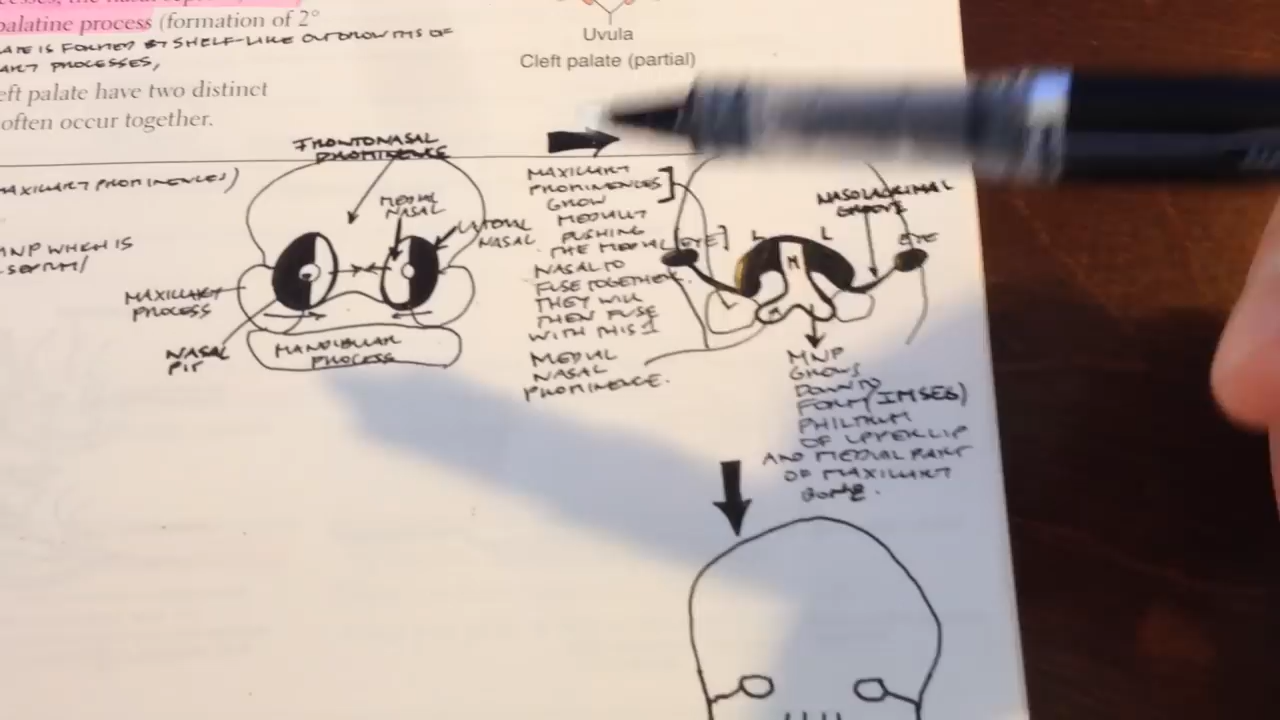 palatine process (formation of 2°
IS FORMED BY SHELF-LIKE OUTGROWTHS OF
PROCESSES,
eft palate have two distinct
often occur together.
Uvula
Cleft palate (partial)
MAXILLARY PROMINENCES)
MNP WHICH IS
FRONTONASAL
PROMINENCE
MEDIAL
NASAL
LATERAL
NASAL
MAXILLARY
PROCESS
NASAL
PIT
MANDIBULAR
PROCESS
MAXILLARY
PROMINENCES
GROW
MEDIALLY
PUSHING
THE MEDIAL
NASAL TO
FUSE TOGETHER.
THEY WILL
THEN FUSE
WITH THIS 1
MEDIAL
NASAL
PROMINENCE.
EYE
L
L
M
NASOLACRIMAL
GROOVE
EYE
MNP
GROWS
DOWN TO
FORM (IMSEG)
PHILTRUM
OF UPPER LIP
AND MEDIAL PART
OF MAXILLARY
BONE.